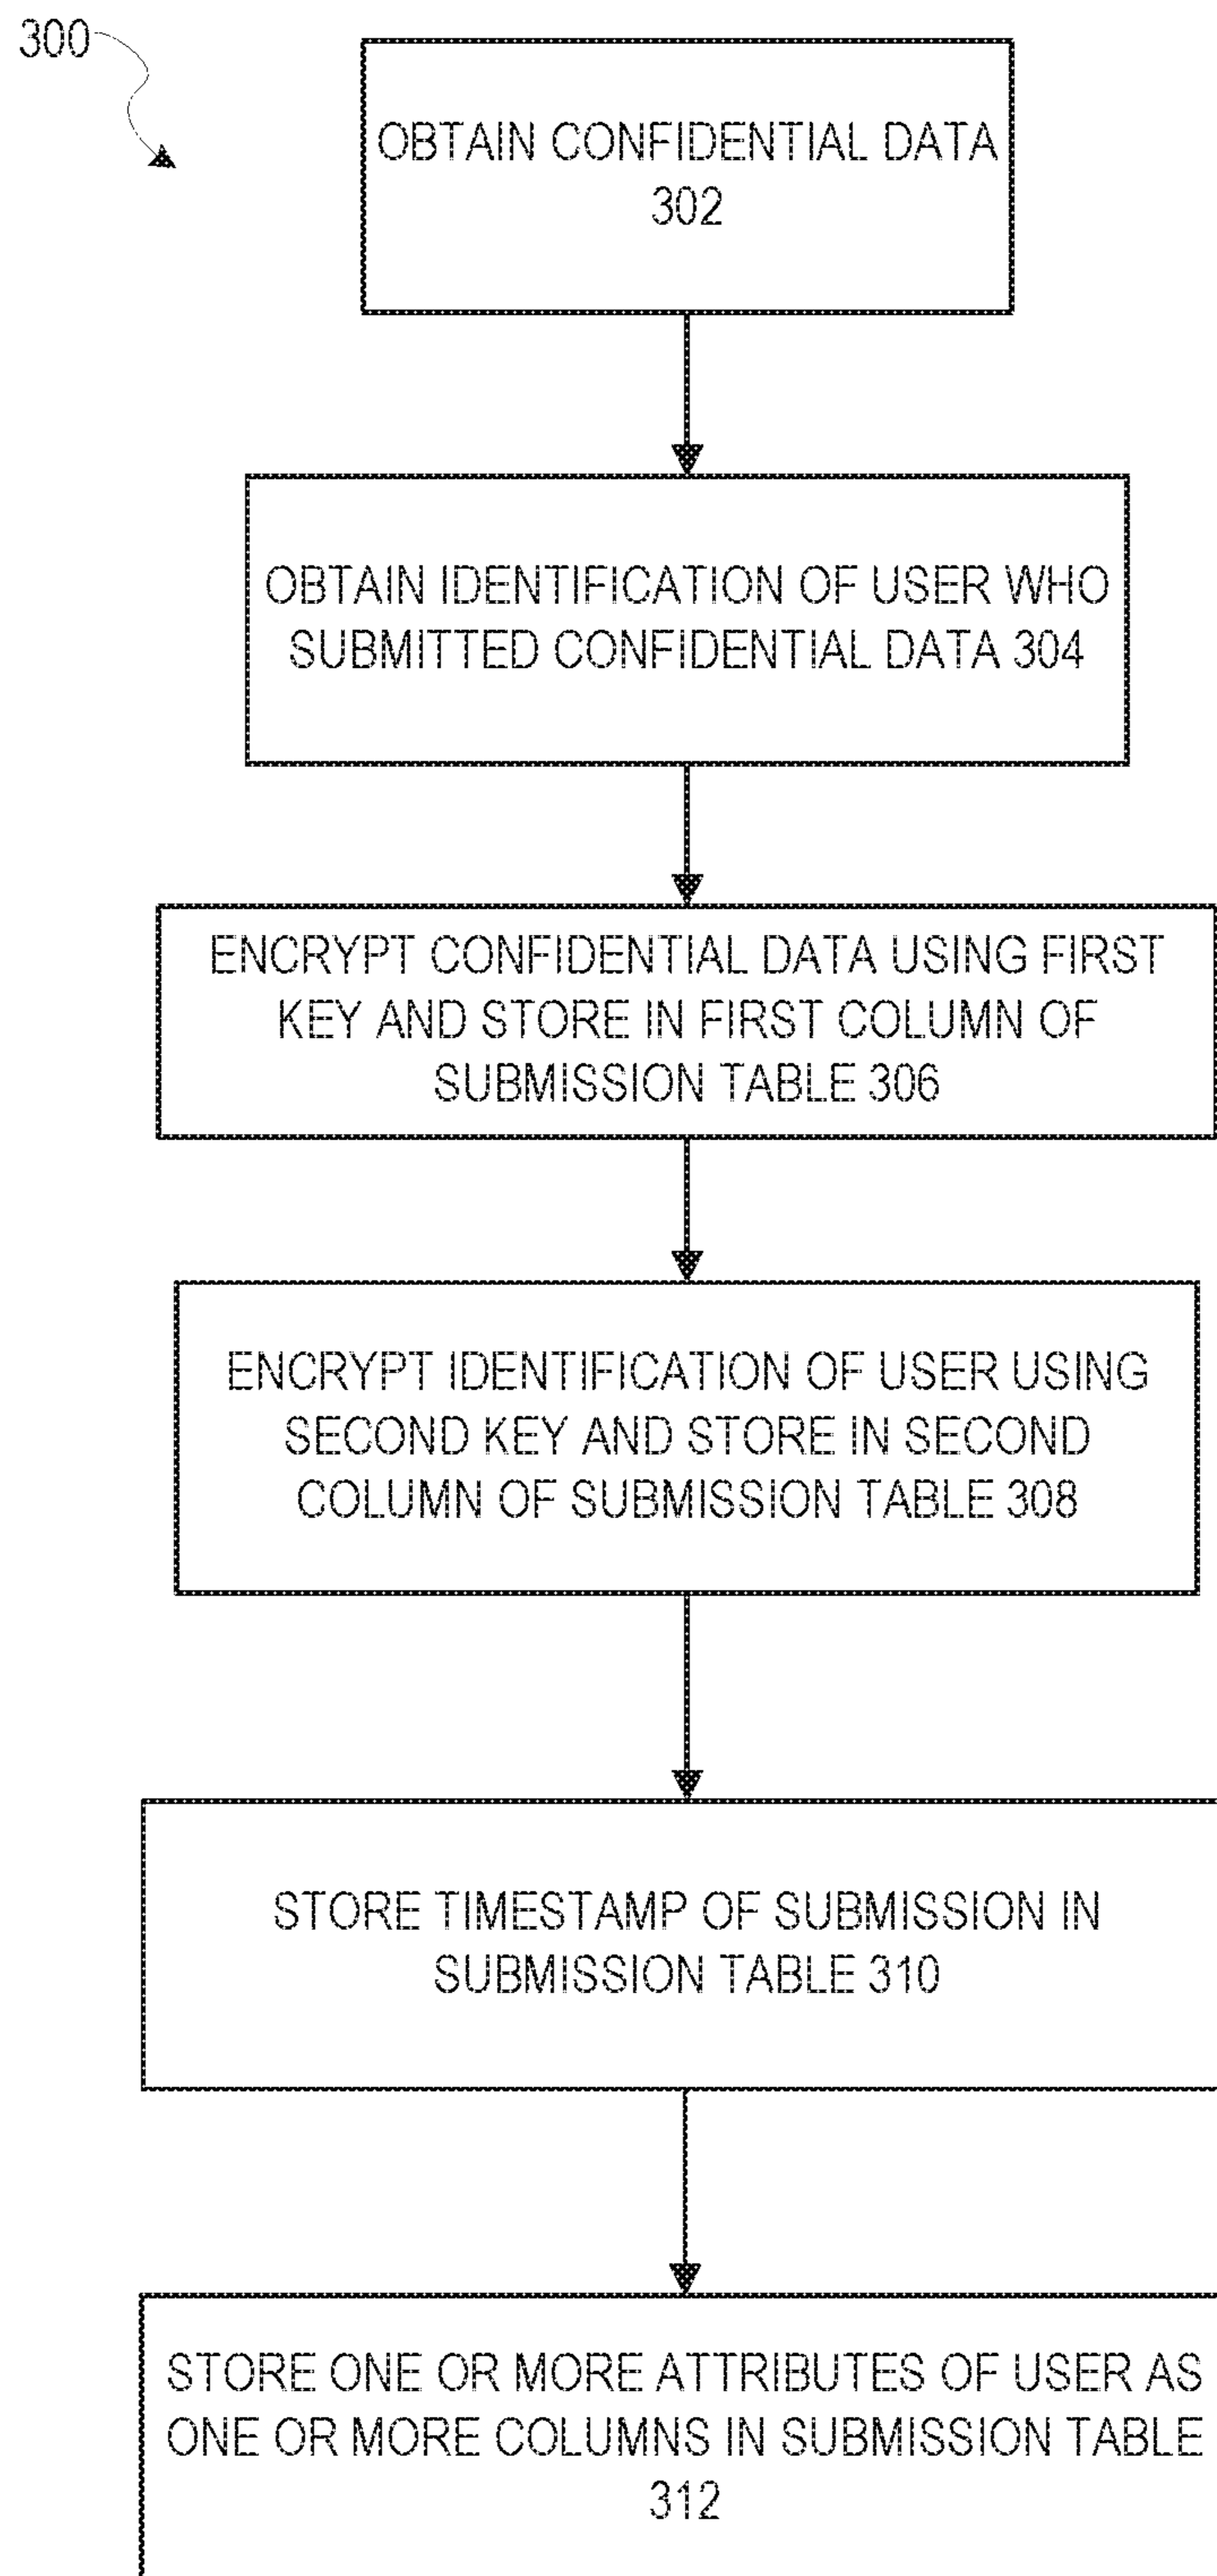 300
OBTAIN CONFIDENTIAL DATA
302
OBTAIN IDENTIFICATION OF USER WHO
SUBMITTED CONFIDENTIAL DATA 304
ENCRYPT CONFIDENTIAL DATA USING FIRST
KEY AND STORE IN FIRST COLUMN OF
SUBMISSION TABLE 306
ENCRYPT IDENTIFICATION OF USER USING
SECOND KEY AND STORE IN SECOND
COLUMN OF SUBMISSION TABLE 308
STORE TIMESTAMP OF SUBMISSION IN
SUBMISSION TABLE 310
STORE ONE OR MORE ATTRIBUTES OF USER AS
ONE OR MORE COLUMNS IN SUBMISSION TABLE
312